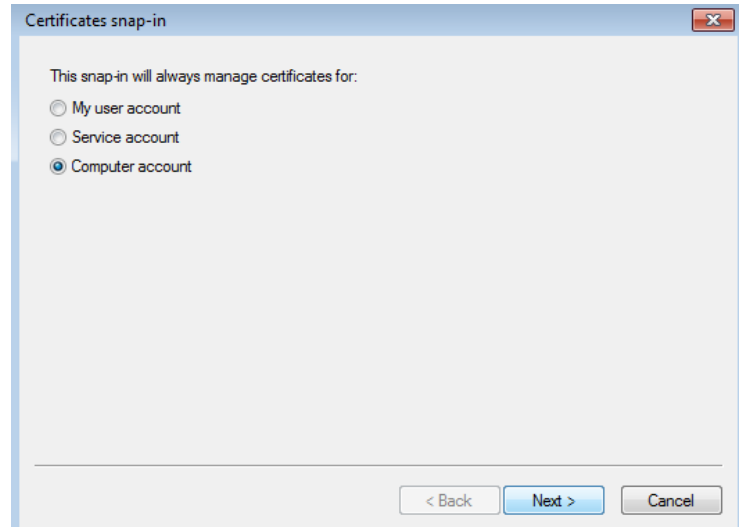 Certificates snap-in
This snap-in will always manage certificates for:
My user account
Service account
Computer account
< Back Next > Cancel